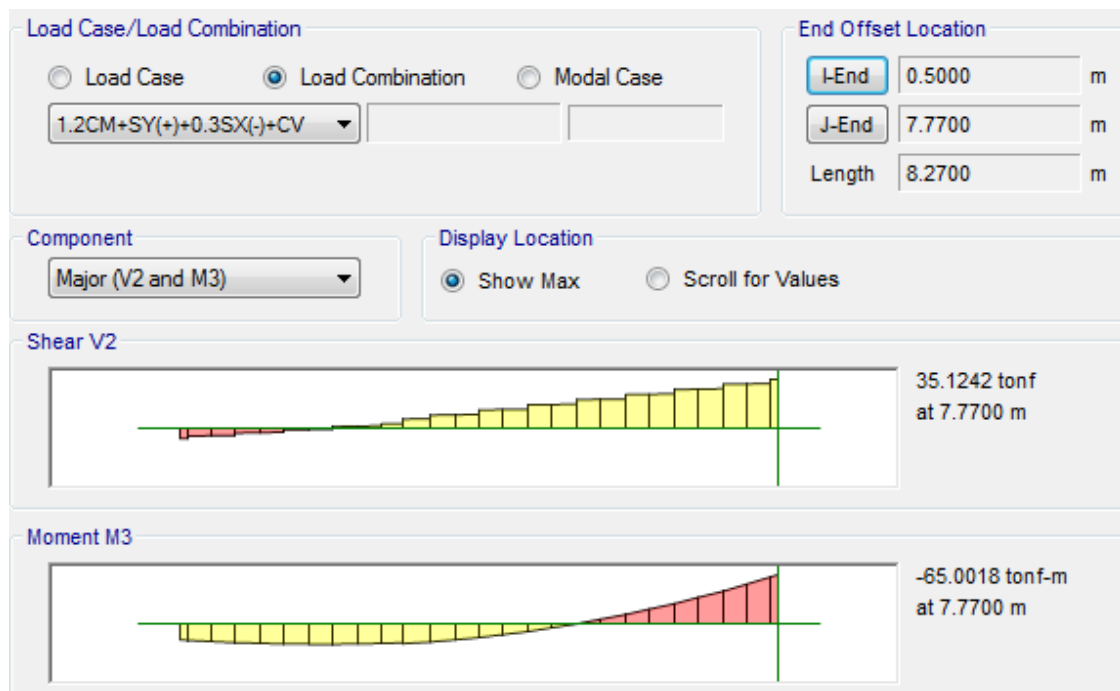 Load Case/Load Combination
Load Case Load Combination Modal Case
1.2CM+SY(+)+0.3SX(-)+CV
End Offset Location
I-End 0.5000 m
J-End 7.7700 m
Length 8.2700 m
Component
Major (V2 and M3)
Display Location
Show Max Scroll for Values
Shear V2
35.1242 tonf
at 7.7700 m
Moment M3
-65.0018 tonf-m
at 7.7700 m